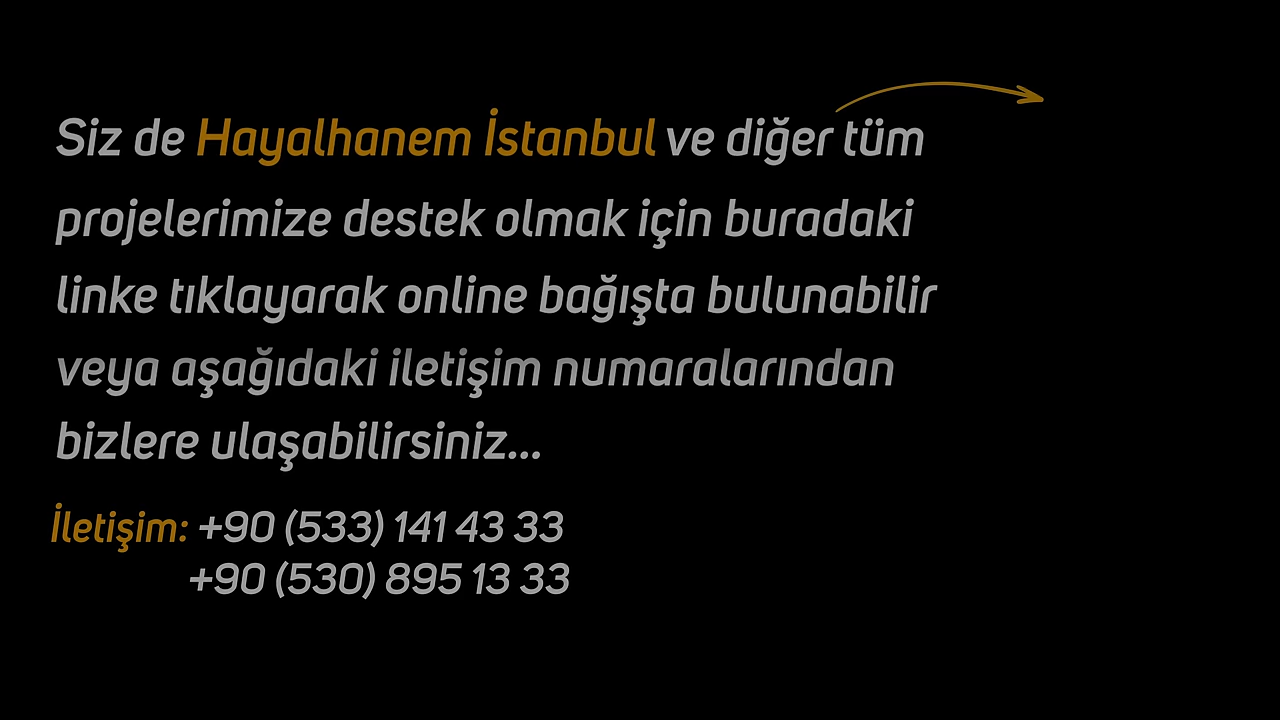 Siz de Hayalhanem İstanbul ve diğer tüm
projelerimize destek olmak için buradaki
linke tıklayarak online bağışta bulunabilir
veya aşağıdaki iletişim numaralarından
bizlere ulaşabilirsiniz...
İletişim: +90 (533) 141 43 33
+90 (530) 895 13 33